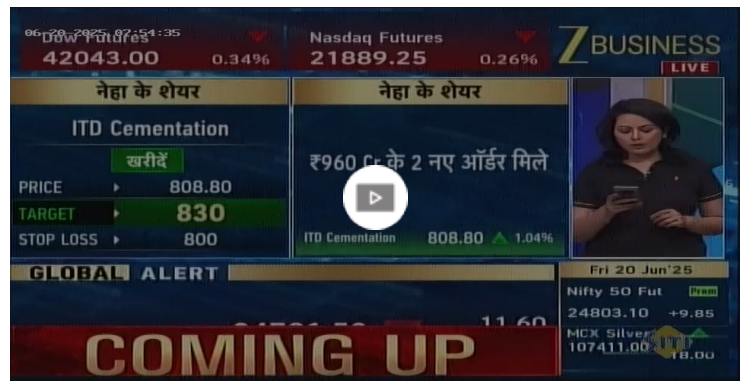 06-20-2025 07:54:35
Dow Futures
42043.00 0.34%
Nasdaq Futures
21889.25 0.26%
Z BUSINESS
LIVE
नेहा के शेयर
ITD Cementation
खरीदें
PRICE 808.80
TARGET 830
STOP LOSS 800
नेहा के शेयर
₹960 Cr के 2 नए ऑर्डर मिले
ITD Cementation 808.80 1.04%
GLOBAL ALERT
11.60
COMING UP
Fri 20 Jun'25
Nifty 50 Fut Prem
24803.10 +9.85
MCX Silver
107411.00
18.00